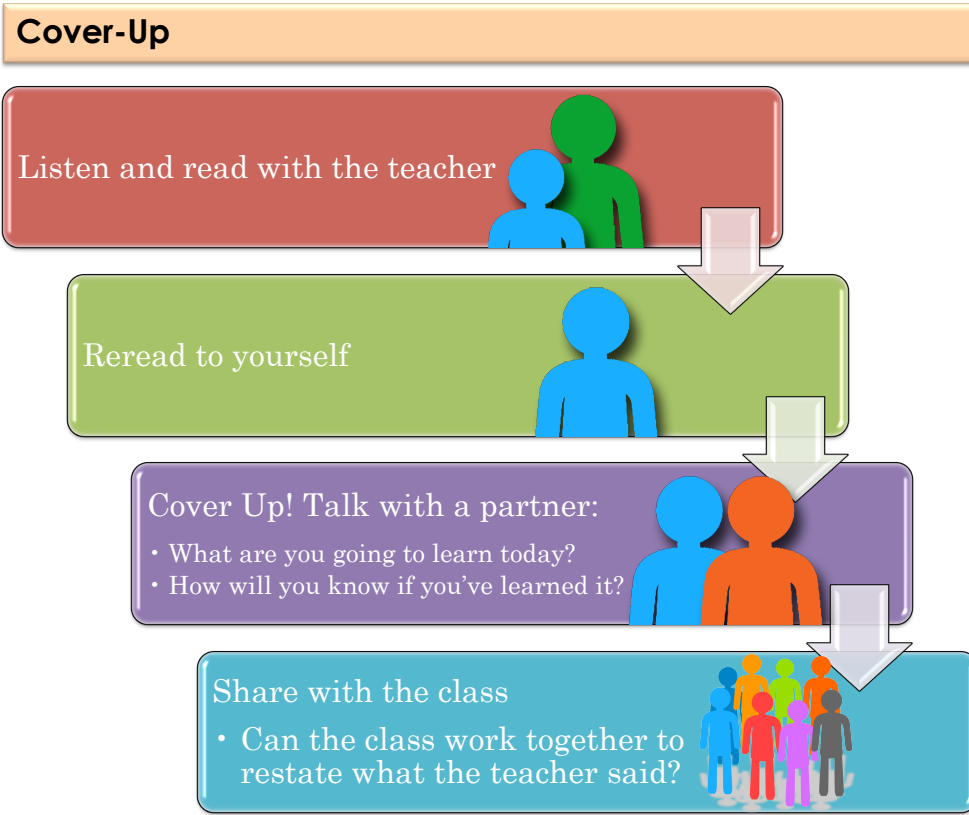 Cover-Up
Listen and read with the teacher
Reread to yourself
Cover Up! Talk with a partner:
• What are you going to learn today?
• How will you know if you’ve learned it?
Share with the class
• Can the class work together to
restate what the teacher said?